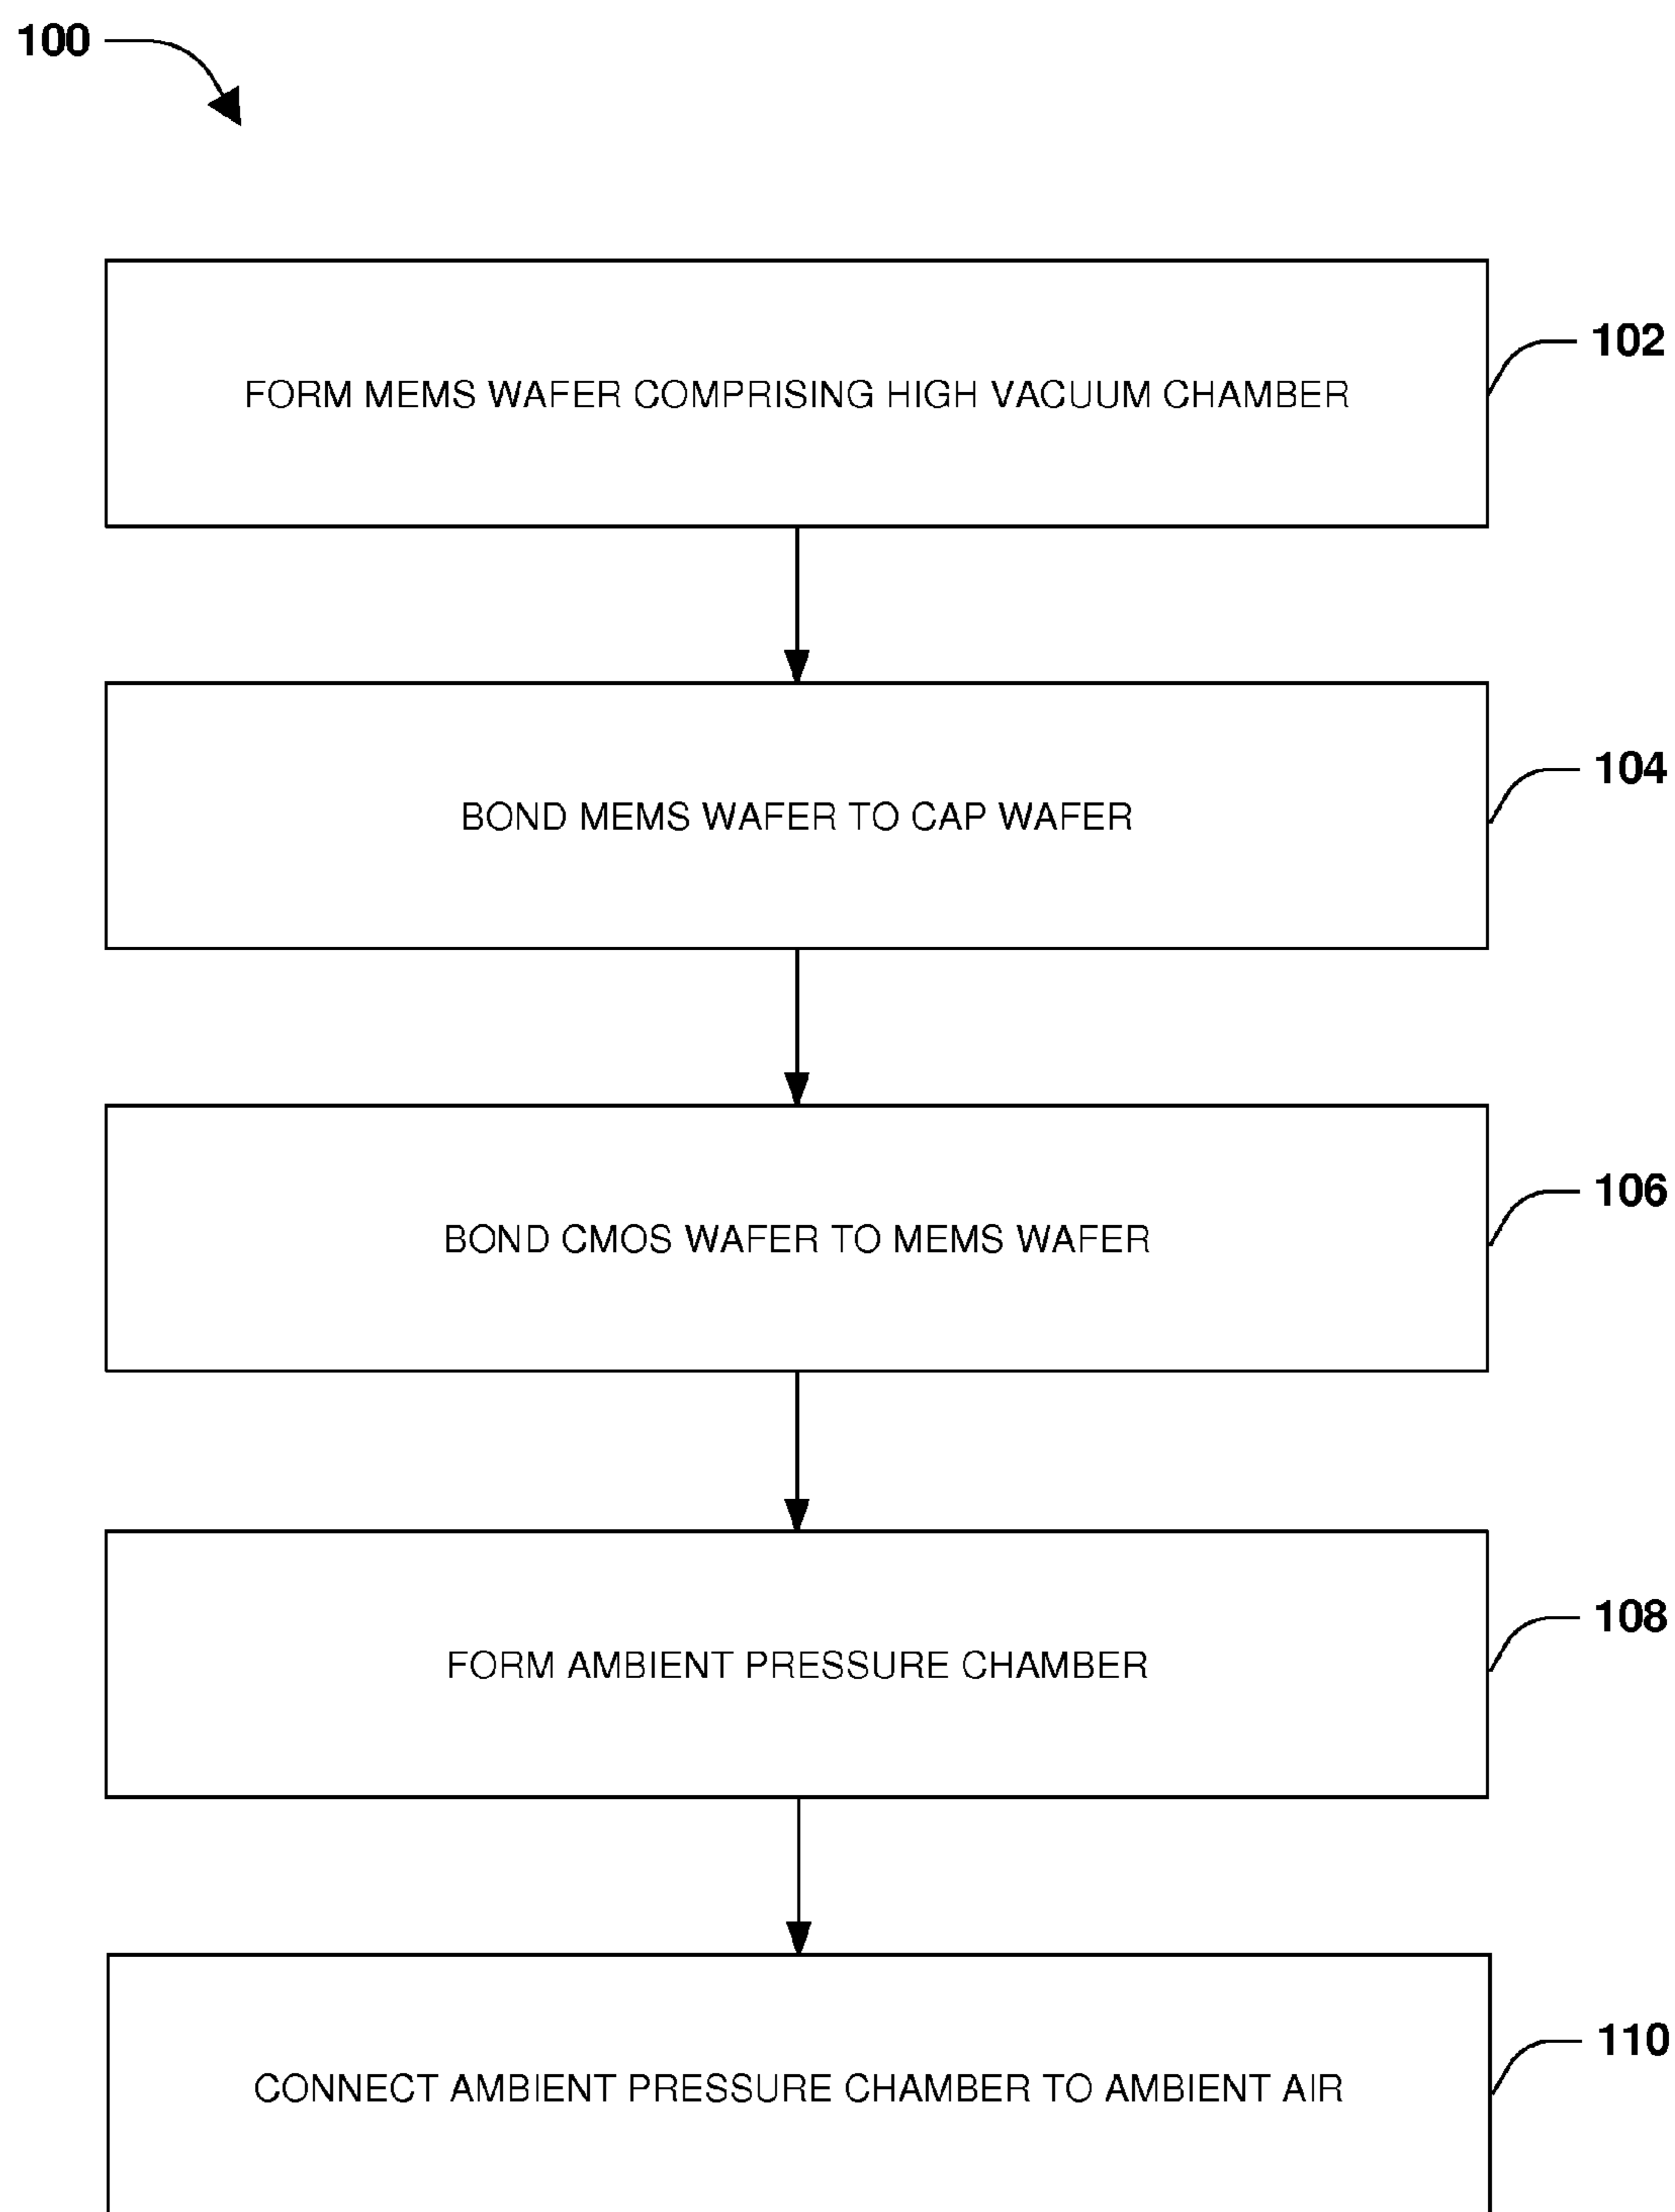 100
FORM MEMS WAFER COMPRISING HIGH VACUUM CHAMBER
102
BOND MEMS WAFER TO CAP WAFER
104
BOND CMOS WAFER TO MEMS WAFER
106
FORM AMBIENT PRESSURE CHAMBER
108
CONNECT AMBIENT PRESSURE CHAMBER TO AMBIENT AIR
110